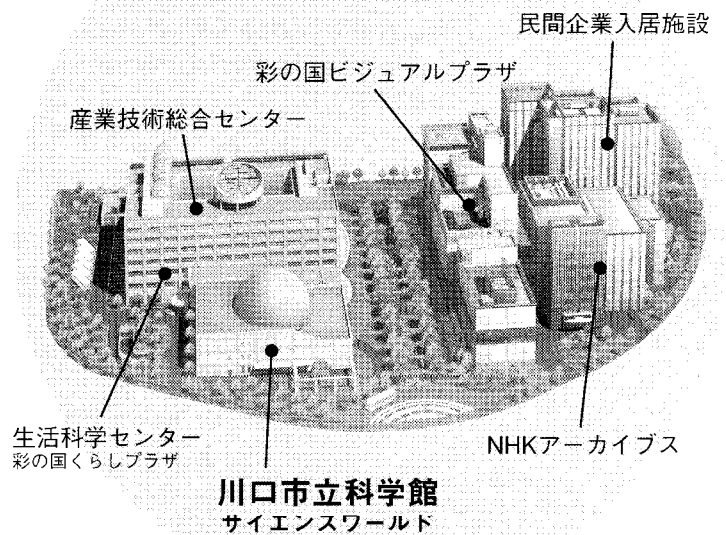 民間企業入居施設
彩の国ビジュアルプラザ
産業技術総合センター
生活科学センター
彩の国くらしプラザ
NHKアーカイブス
川口市立科学館
サイエンスワールド